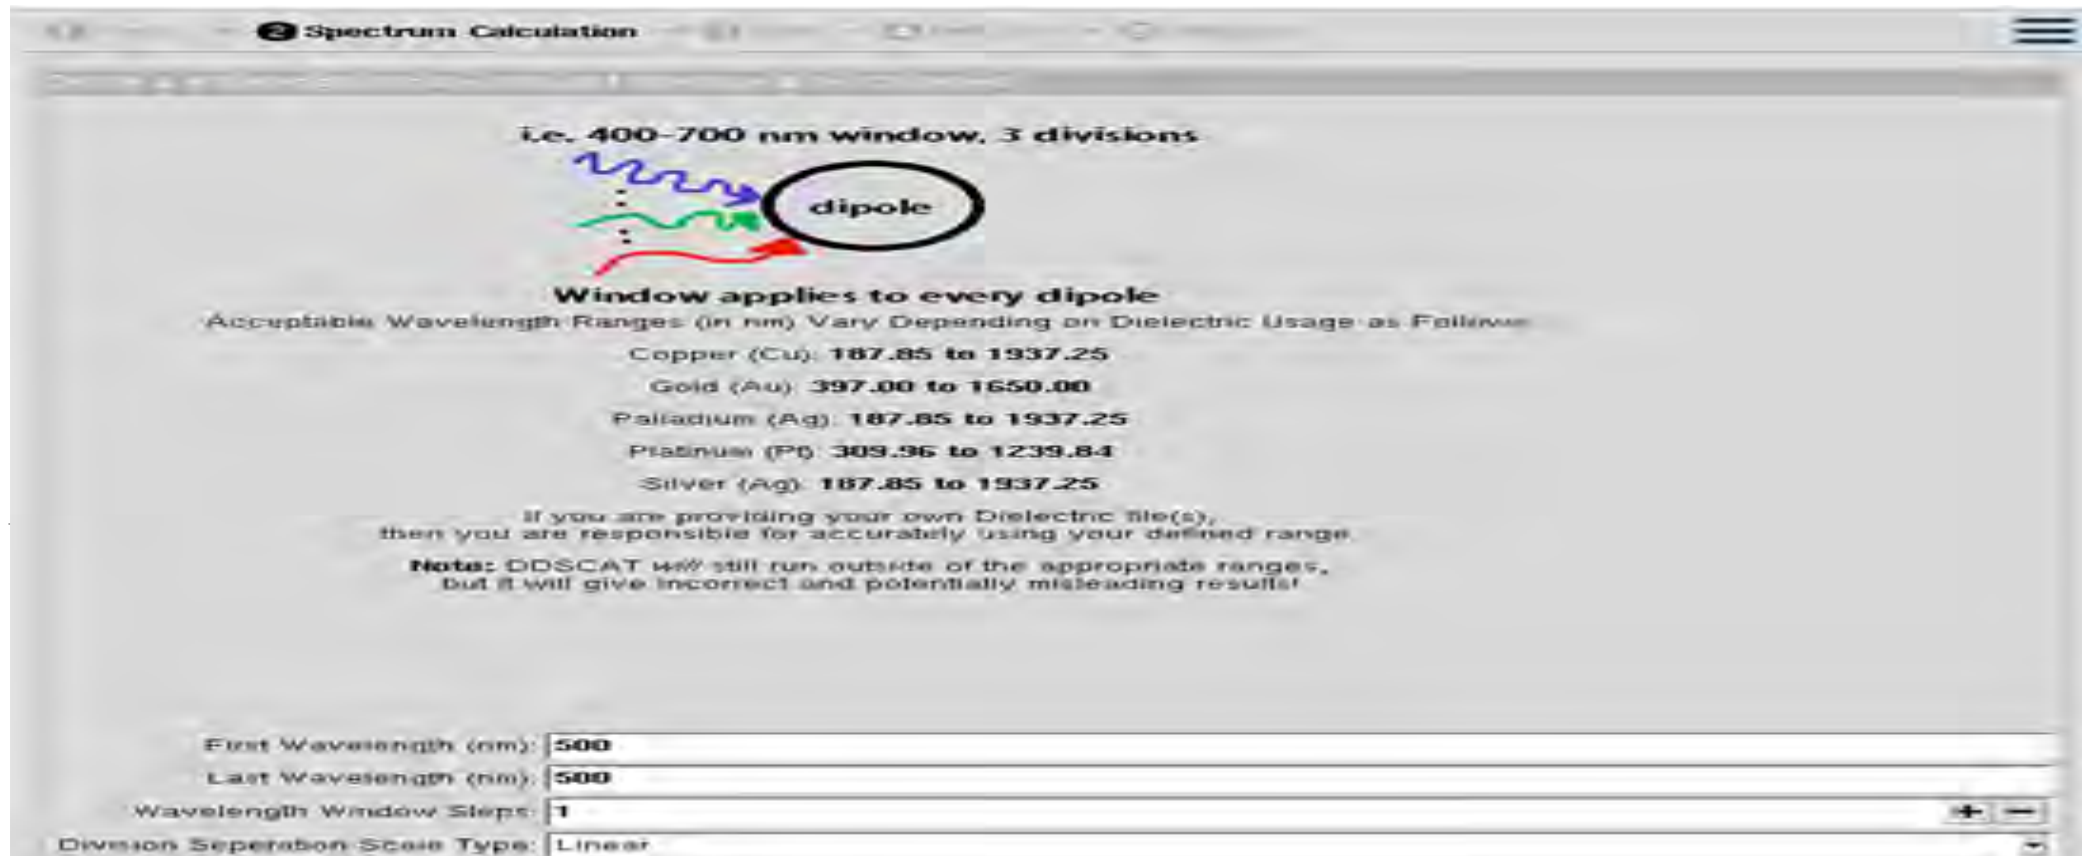 2 Spectrum Calculation
i.e. 400-700 nm window, 3 divisions
dipole
Window applies to every dipole
Acceptable Wavelength Ranges (in nm) Vary Depending on Dielectric Usage as Follows
Copper (Cu): 187.85 to 1937.25
Gold (Au): 397.00 to 1650.00
Palladium (Ag): 187.85 to 1937.25
Platinum (Pt): 309.96 to 1239.84
Silver (Ag): 187.85 to 1937.25
If you are providing your own Dielectric file(s),
then you are responsible for accurately using your defined range.
Note: DDSCAT will still run outside of the appropriate ranges,
but it will give incorrect and potentially misleading results!
First Wavelength (nm): 500
Last Wavelength (nm): 500
Wavelength Window Steps: 1
Division Seperation Scale Type: Linear